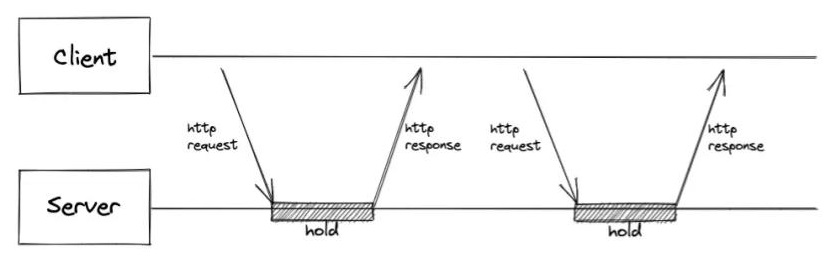 Client
http
request
http
response
http
request
http
response
Server
hold
hold